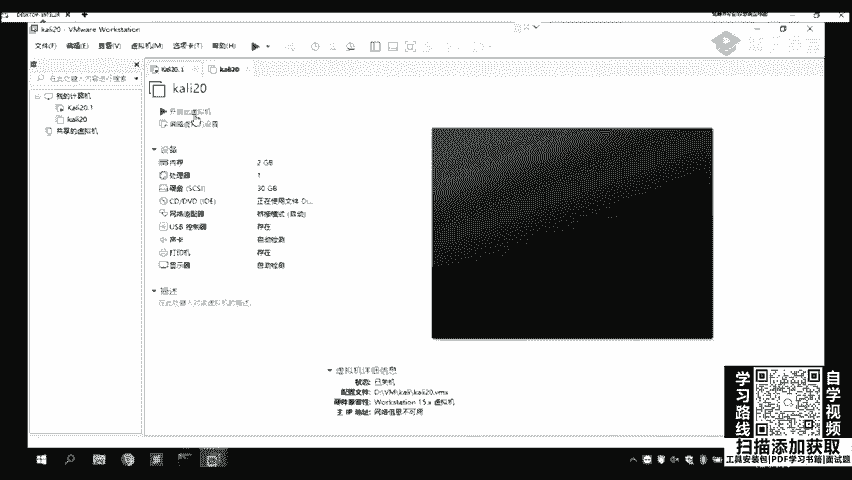 kali20 - VMware Workstation
文件(F) 编辑(E) 查看(V) 虚拟机(M) 选项卡(T) 帮助(H)
Kali20.1
kali20
在此处键入内容进行搜索
我的计算机
Kali20.1
kali20
共享的虚拟机
kali20
开启此虚拟机
编辑虚拟机设置
设备
内存 2 GB
处理器 1
硬盘 (SCSI) 30 GB
CD/DVD (IDE) 正在使用文件 D:...
网络适配器 桥接模式 (自动)
USB 控制器 存在
声卡 自动检测
打印机 存在
显示器 自动检测
描述
在此处键入对该虚拟机的描述。
虚拟机详细信息
状态: 已关机
配置文件: D:\VM\kali\kali20.vmx
硬件兼容性: Workstation 15.x 虚拟机
主 IP 地址: 网络信息不可用
学习路线
自学视频
扫描添加获取
工具安装包|PDF学习书籍|面试题